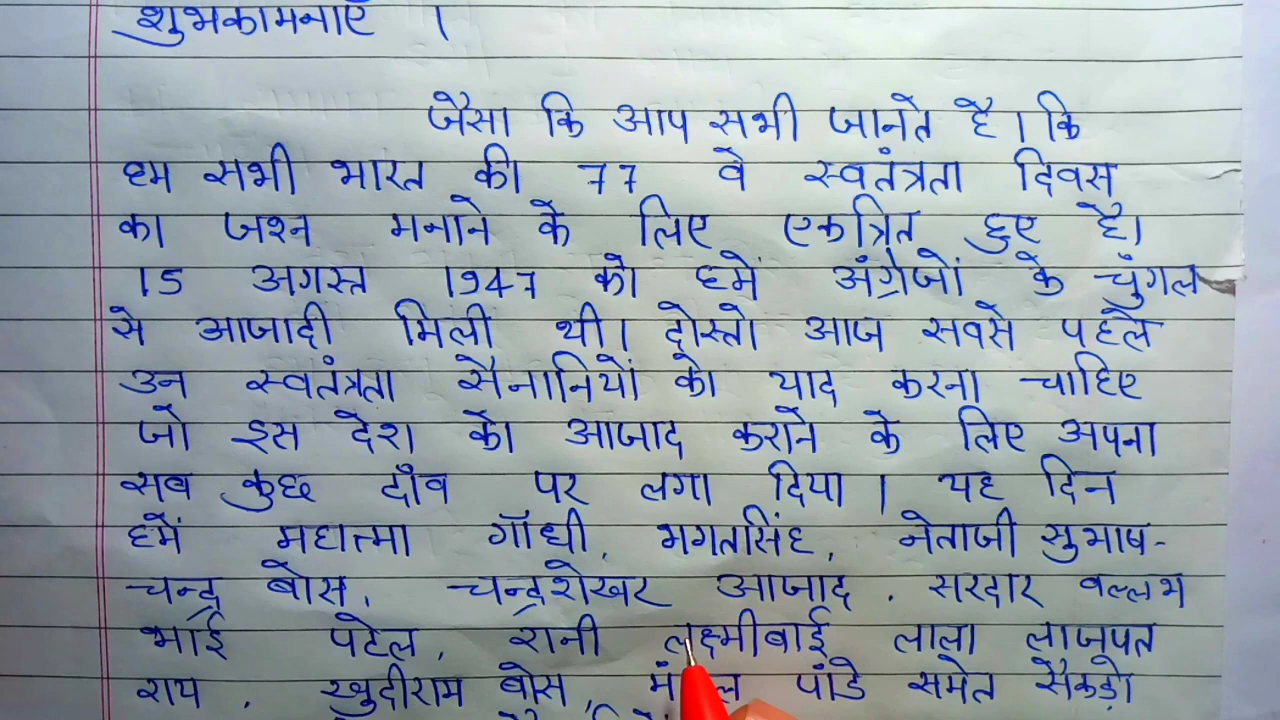 शुभकामनाएँ ।
जैसा कि आप सभी जानते है । कि
हम सभी भारत की 77 वे स्वतंत्रता दिवस
का जश्न मनाने के लिए एकत्रित हुए है।
15 अगस्त 1947 को हमें अंग्रेजों के चुँगल
से आजादी मिली थी। दोस्तो आज सबसे पहले
उन स्वतंत्रता सैनानियों को याद करना चाहिए
जो इस देश को आजाद कराने के लिए अपना
सब कुछ दाँव पर लगा दिया । यह दिन
हमें महात्मा गाँधी, भगतसिंह, नेताजी सुभाष-
चन्द्र बोस, चन्द्रशेखर आजाद , सरदार वल्लभ
भाई पटेल, रानी लक्ष्मीबाई लाला लाजपत
राय , खुदीराम बोस, पांडे समेत सैकड़ो